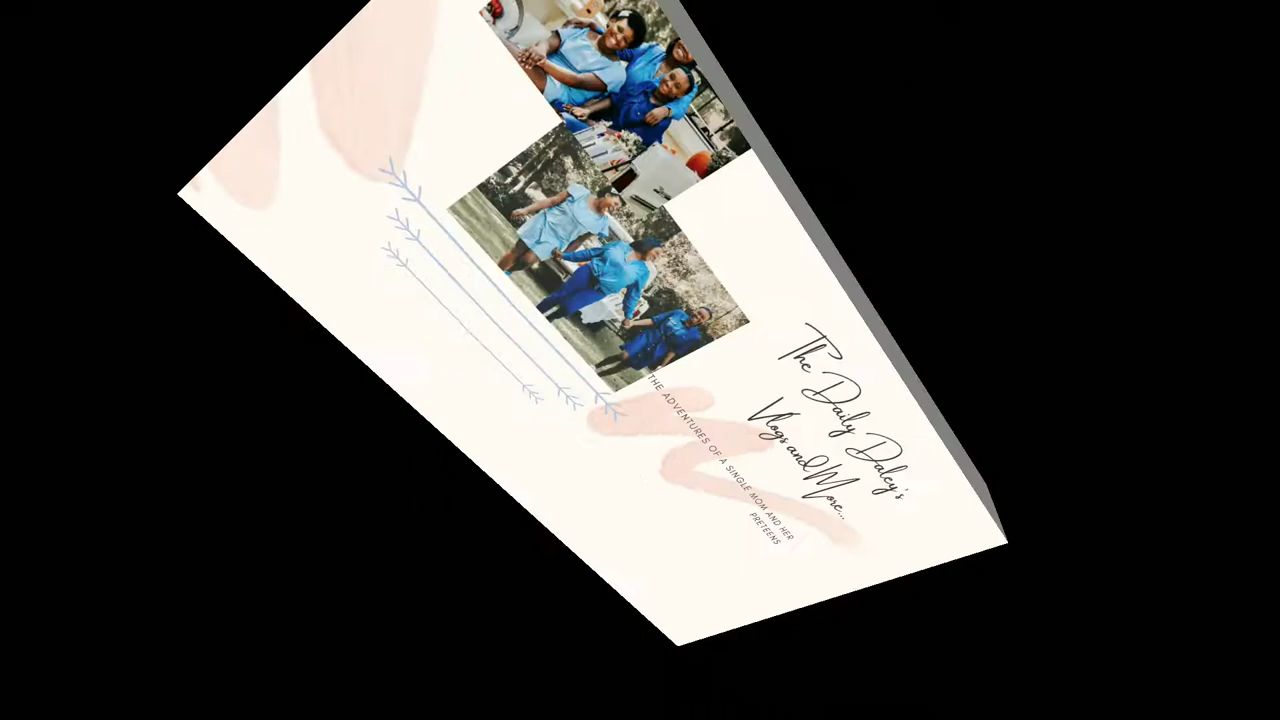 The Daily Daley's
Vlogs and More...
THE ADVENTURES OF A SINGLE MOM AND HER
PRETEENS